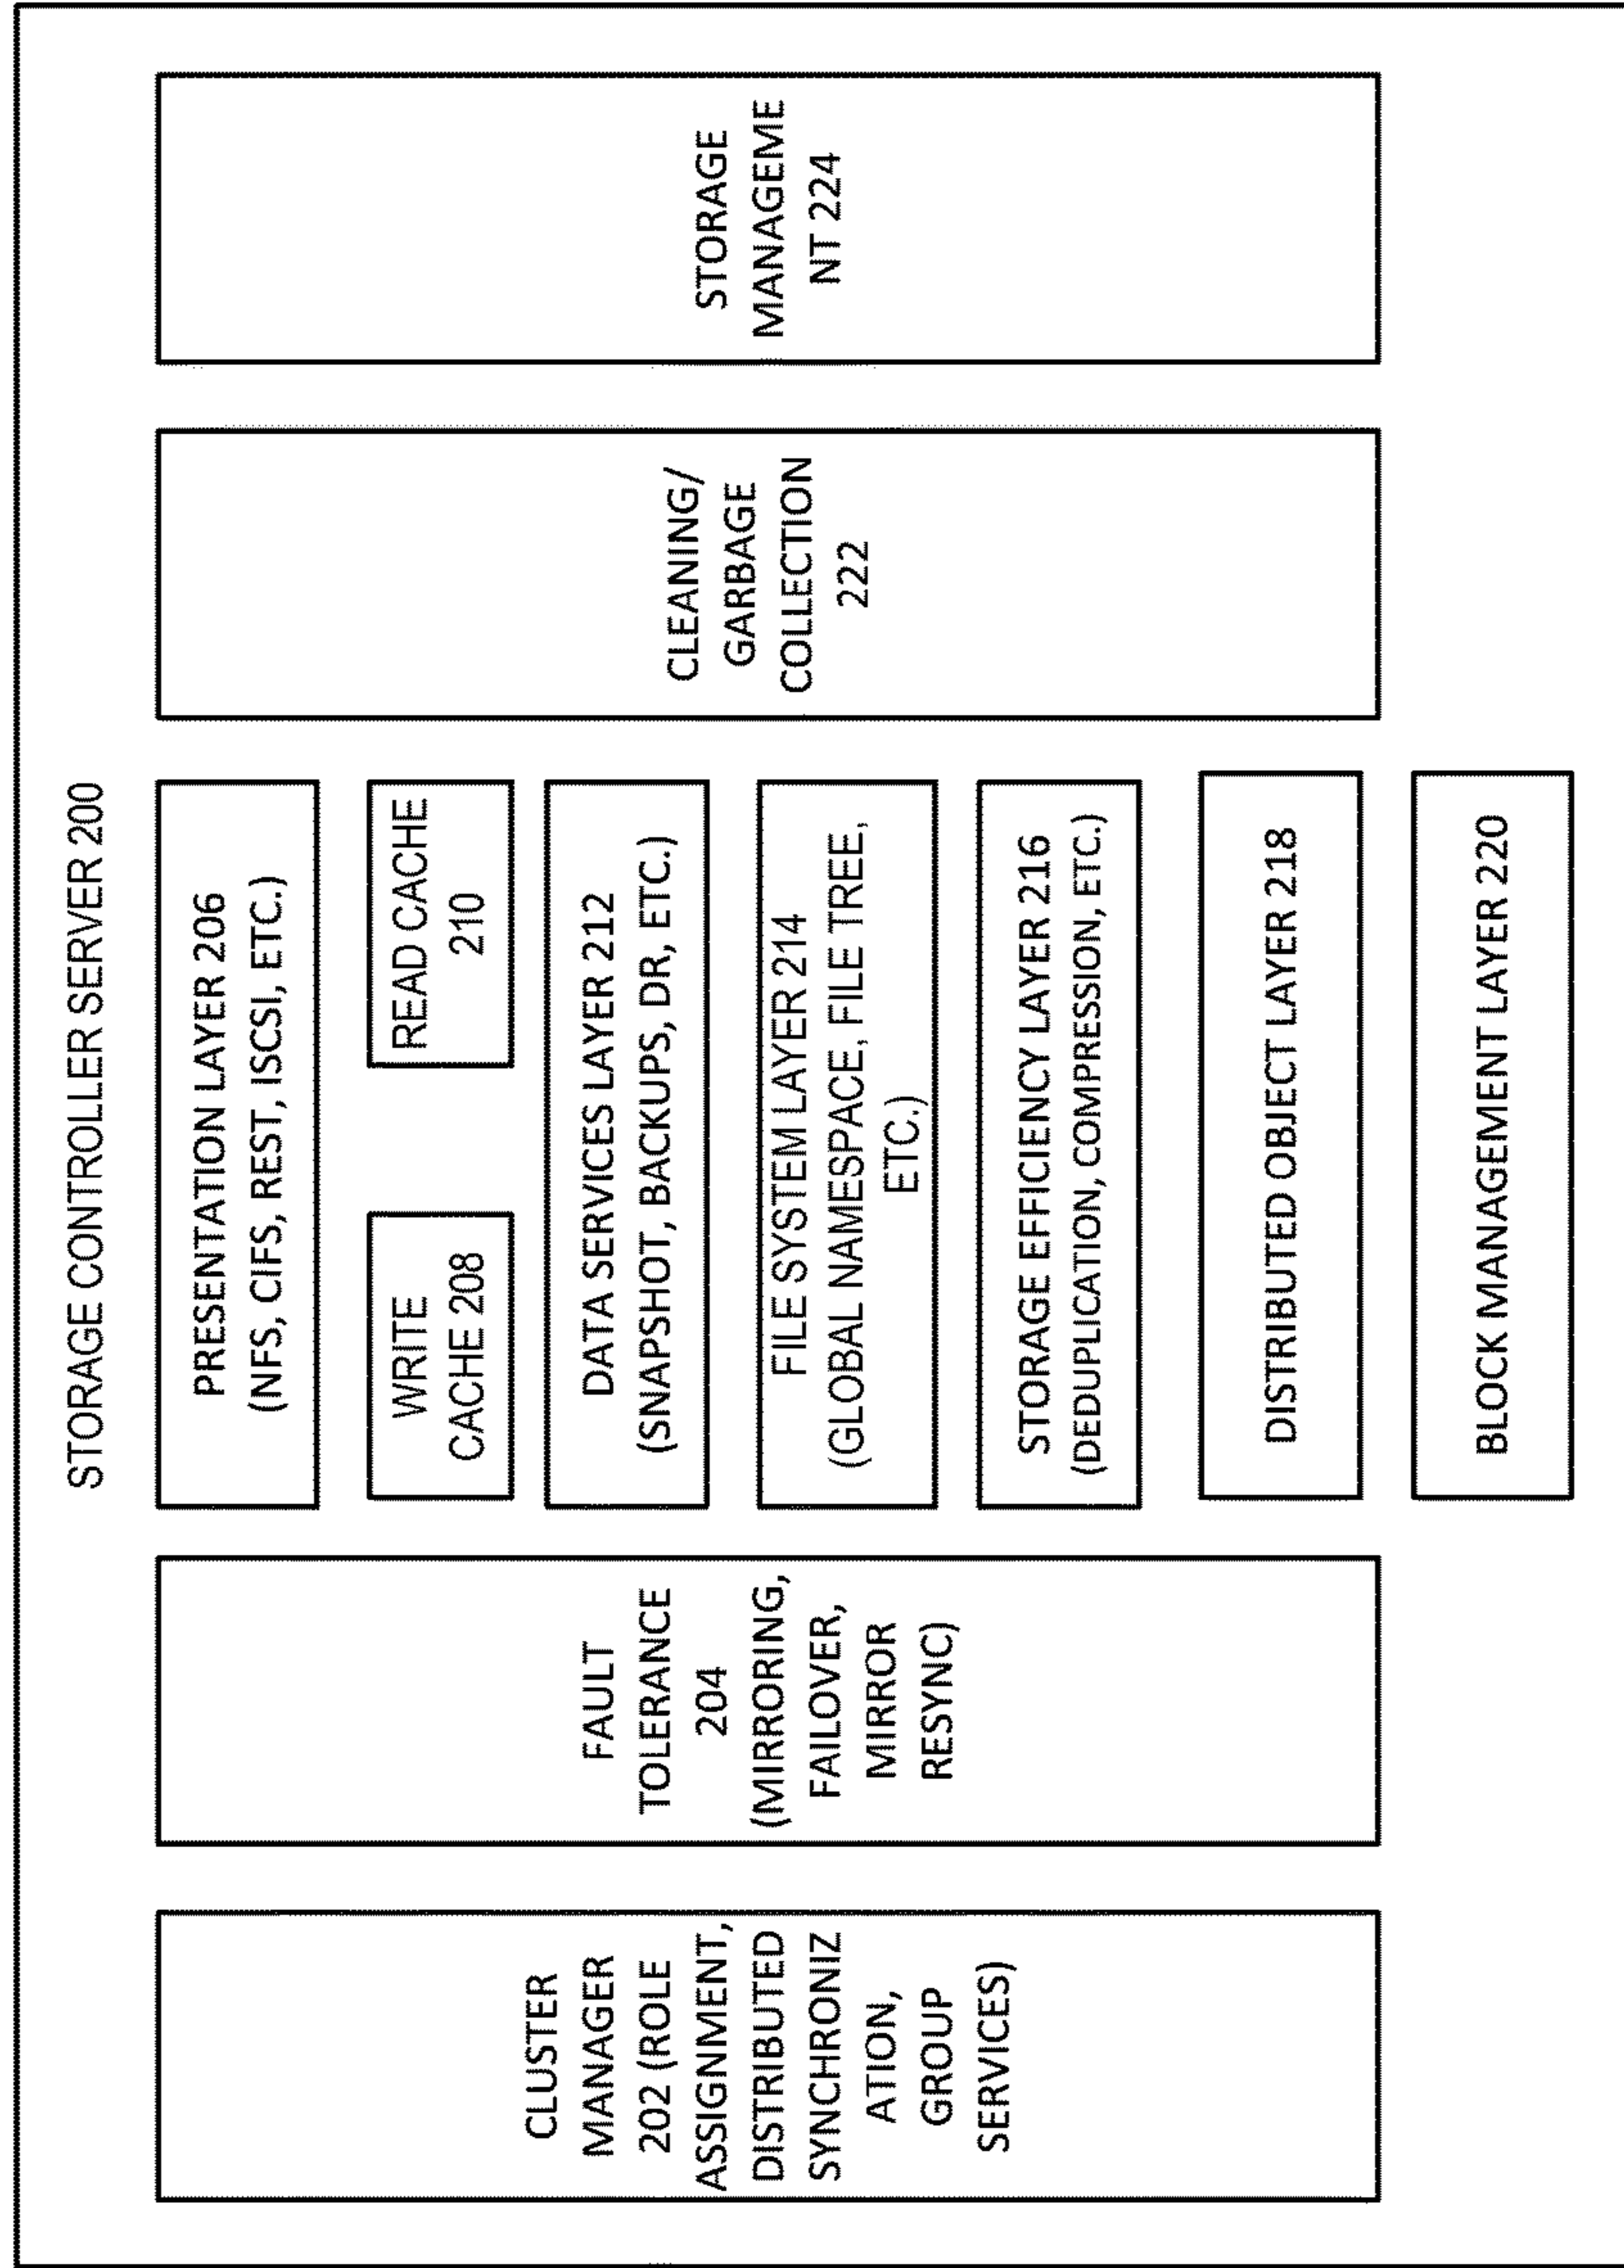 STORAGE CONTROLLER SERVER 200
CLUSTER
MANAGER
202 (ROLE
ASSIGNMENT,
DISTRIBUTED
SYNCHRONIZ
ATION,
GROUP
SERVICES)
FAULT
TOLERANCE
204
(MIRRORING,
FAILOVER,
MIRROR
RESYNC)
PRESENTATION LAYER 206
(NFS, CIFS, REST, ISCSI, ETC.)
WRITE
CACHE 208
READ CACHE
210
DATA SERVICES LAYER 212
(SNAPSHOT, BACKUPS, DR, ETC.)
FILE SYSTEM LAYER 214
(GLOBAL NAMESPACE, FILE TREE,
ETC.)
STORAGE EFFICIENCY LAYER 216
(DEDUPLICATION, COMPRESSION, ETC.)
DISTRIBUTED OBJECT LAYER 218
BLOCK MANAGEMENT LAYER 220
CLEANING/
GARBAGE
COLLECTION
222
STORAGE
MANAGEME
NT 224